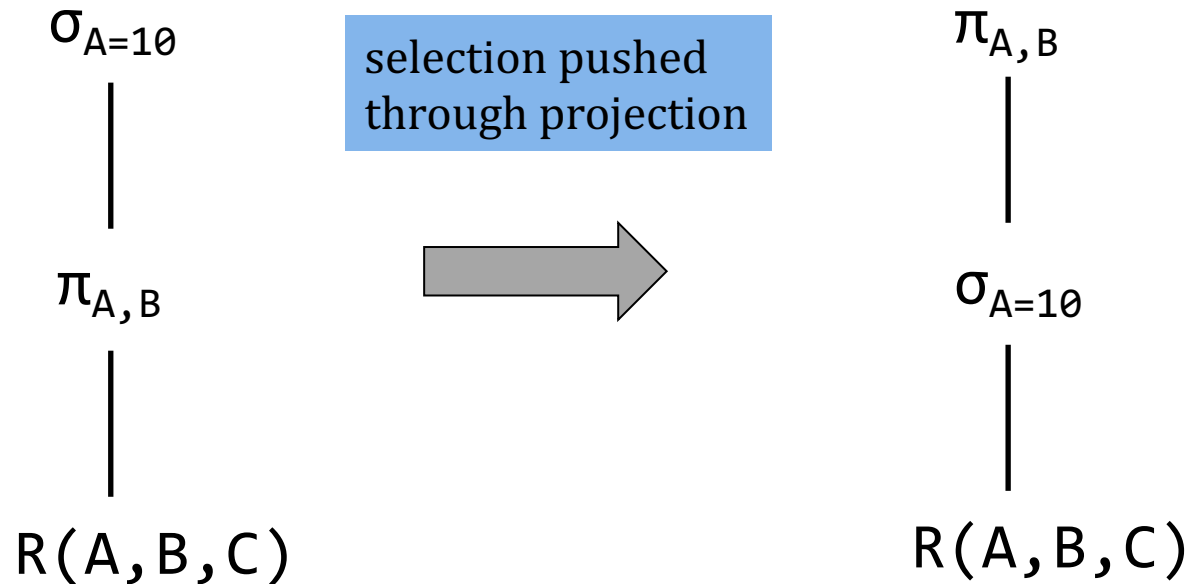 σA=10
selection pushed
through projection
πA,B
πA,B
σA=10
R(A,B,C)
R(A,B,C)